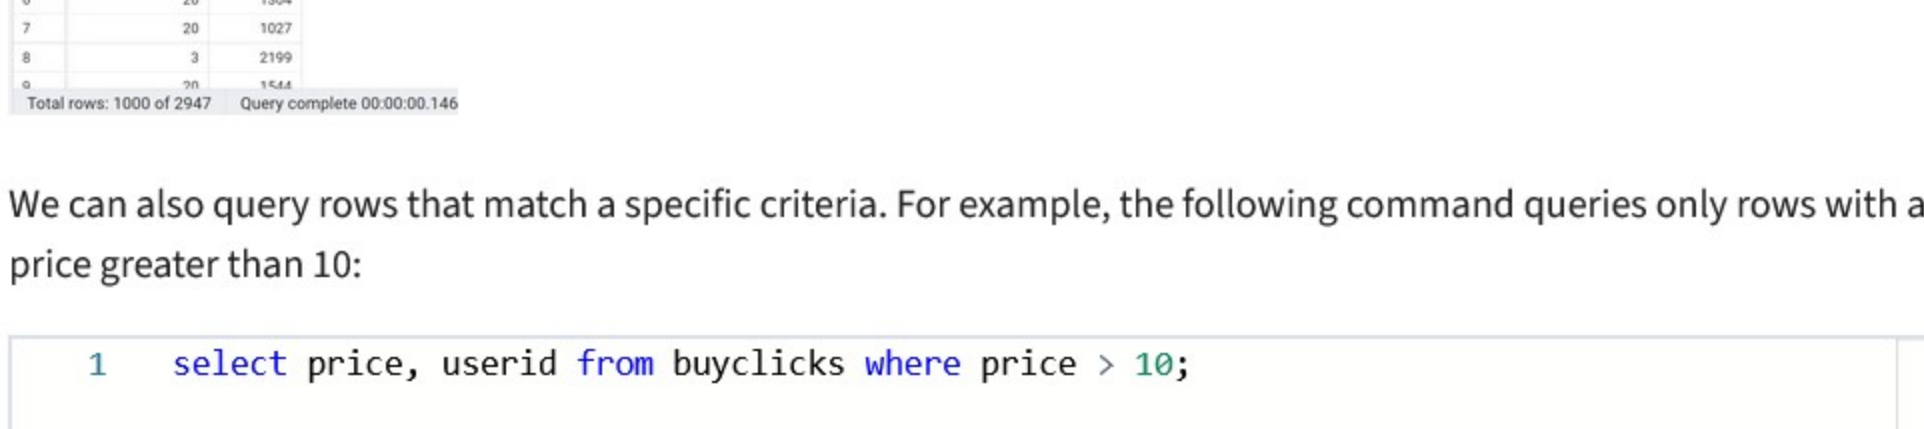 7 20 1027
8 3 2199
Total rows: 1000 of 2947 Query complete 00:00:00.146
We can also query rows that match a specific criteria. For example, the following command queries only rows with a
price greater than 10:
1 select price, userid from buyclicks where price > 10;